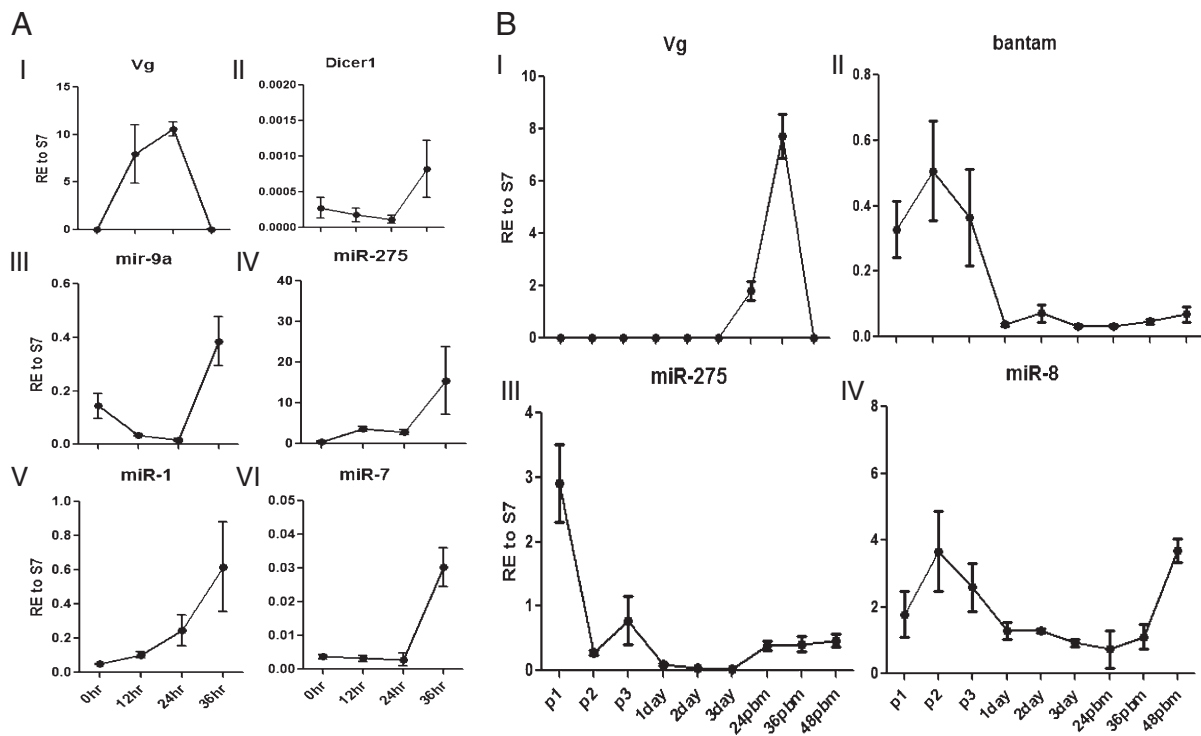 A
I
Vg
RE to S7
15
10
5
0
II
Dicer1
0.0020
0.0015
0.0010
0.0005
0.0000
III
mir-9a
RE to S7
0.6
0.4
0.2
0.0
IV
miR-275
40
30
20
10
0
V
miR-1
RE to S7
1.0
0.8
0.6
0.4
0.2
0.0
0hr
12hr
24hr
36hr
VI
miR-7
0.05
0.04
0.03
0.02
0.01
0.00
0hr
12hr
24hr
36hr
B
I
Vg
RE to S7
10
8
6
4
2
0
II
bantam
0.8
0.6
0.4
0.2
0.0
III
miR-275
RE to S7
4
3
2
1
0
p1
p2
p3
1day
2day
3day
24pbm
36pbm
48pbm
IV
miR-8
8
6
4
2
0
p1
p2
p3
1day
2day
3day
24pbm
36pbm
48pbm